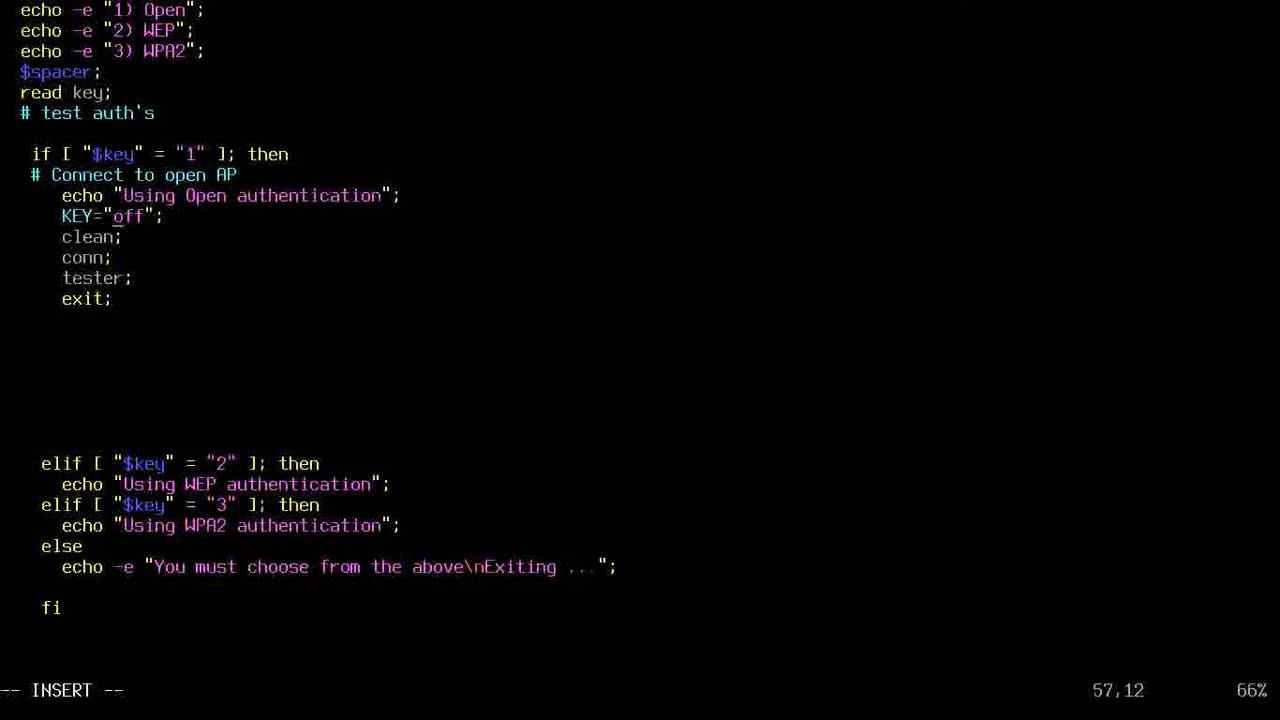 echo -e "1) Open";
echo -e "2) WEP";
echo -e "3) WPA2";
$spacer;
read key;
# test auth's
if [ "$key" = "1" ]; then
# Connect to open AP
echo "Using Open authentication";
KEY="off";
clean;
conn;
tester;
exit;
elif [ "$key" = "2" ]; then
echo "Using WEP authentication";
elif [ "$key" = "3" ]; then
echo "Using WPA2 authentication";
else
echo -e "You must choose from the above\nExiting ...";
fi
-- INSERT -- 57,12 66%